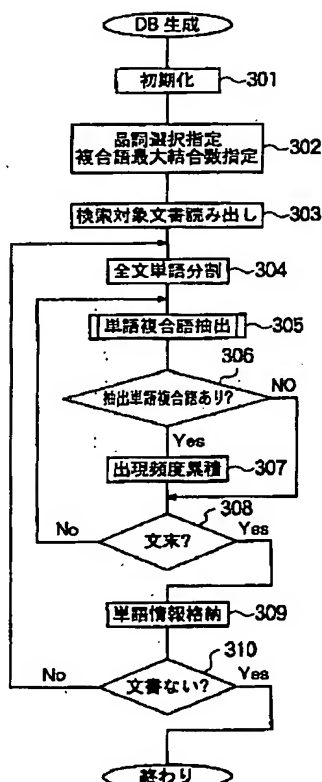 DB 生成
初期化
301
品詞選択指定
複合語最大結合数指定
302
検索対象文書読み出し
303
全文単語分割
304
単語複合語抽出
305
306
抽出単語複合語あり?
NO
Yes
出現頻度累積
307
308
No
文末?
Yes
単語情報格納
309
310
No
文書ない?
Yes
終わり